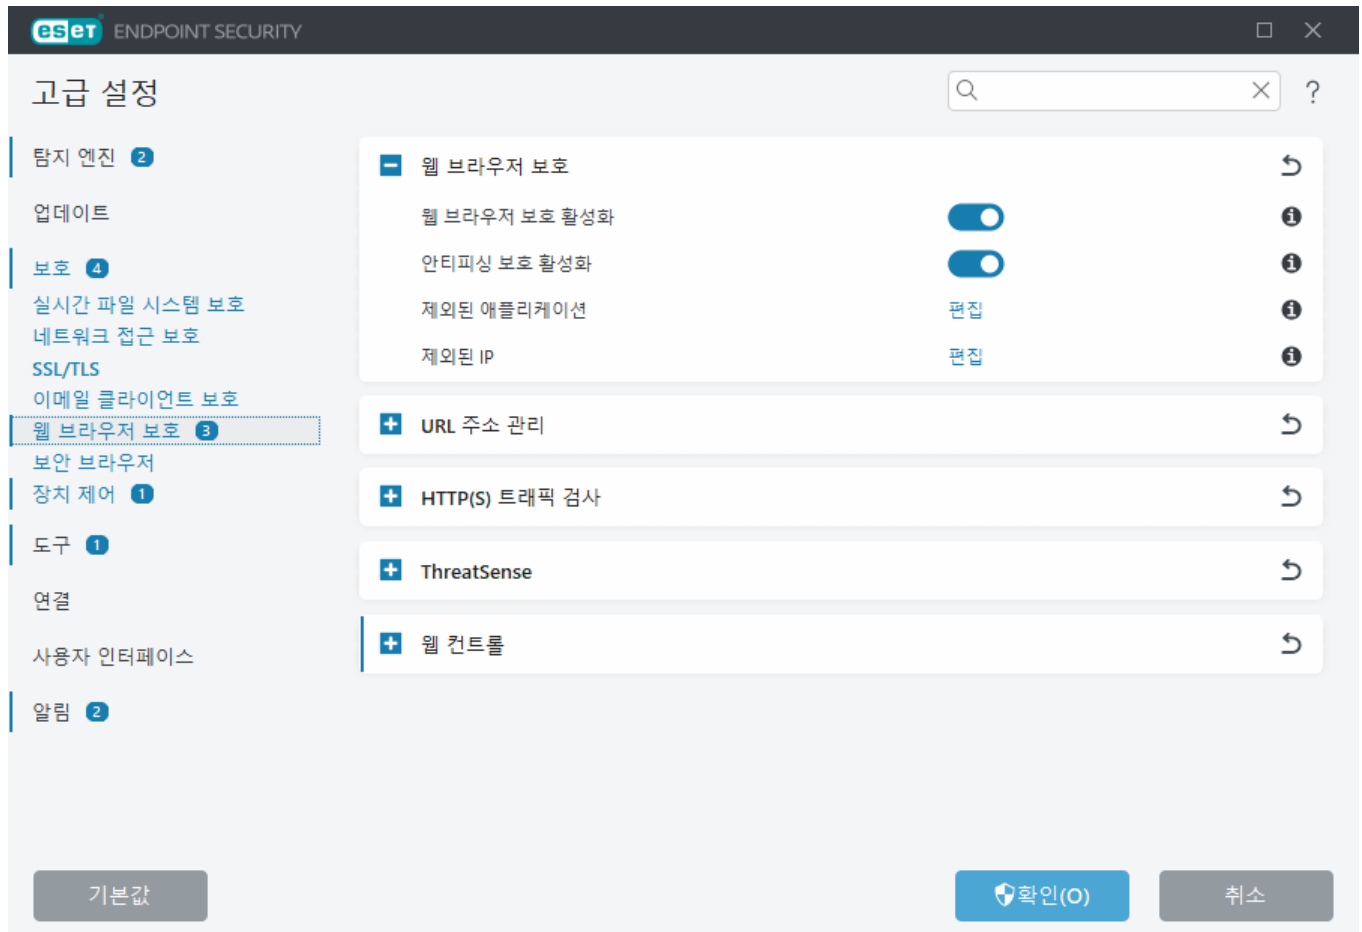 eset ENDPOINT SECURITY
고급 설정
?
탐지 엔진 2
업데이트
보호 4
실시간 파일 시스템 보호
네트워크 접근 보호
SSL/TLS
이메일 클라이언트 보호
웹 브라우저 보호 3
보안 브라우저
장치 제어 1
도구 1
연결
사용자 인터페이스
알림 2
웹 브라우저 보호
웹 브라우저 보호 활성화
안티피싱 보호 활성화
제외된 애플리케이션 편집
제외된 IP 편집
URL 주소 관리
HTTP(S) 트래픽 검사
ThreatSense
웹 컨트롤
기본값
확인(O)
취소